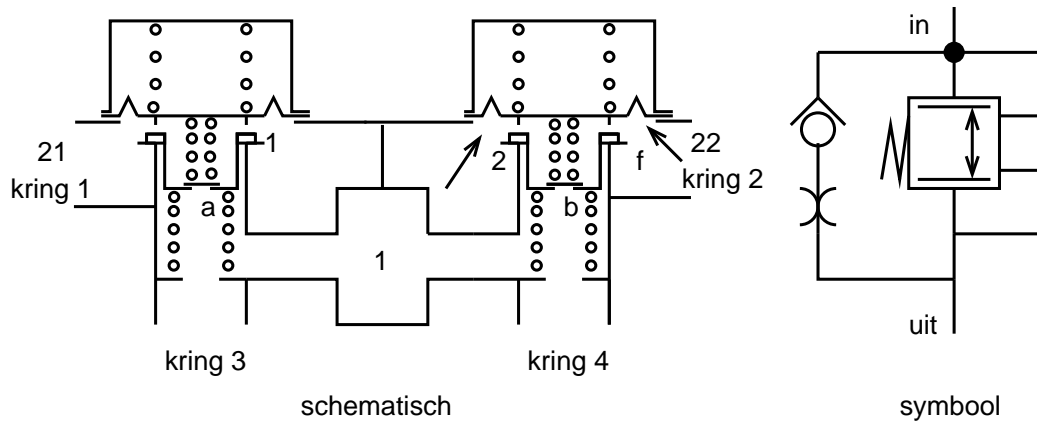 in
21
kring 1
1
2
f
22
kring 2
a
b
1
uit
kring 3
kring 4
schematisch
symbool